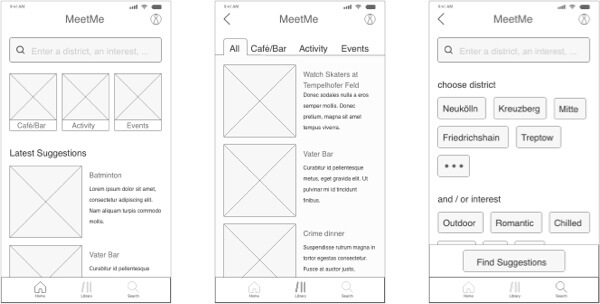 9:41 AM
MeetMe
Enter a district, an interest, ...
Café/Bar
Activity
Events
Latest Suggestions
Batminton
Lorem ipsum dolor sit amet,
consectetur adipiscing elit.
Nam aliquam turpis commodo
mollis.
Vater Bar
Curabitur id petentesque
Home
Library
Search
9:41 AM
MeetMe
All
Café/Bar
Activity
Events
Watch Skaters at
Tempelhofer Feld
Donec sodales nulla a eros
semper mollis. Donec
pretium, magna sit amet
tempus viverra.
Vater Bar
Curabitur id petentesque
metus, eget gravida elit. Ut
pulvinar mi id tincidunt
finibus.
Crime dinner
Suspendisse rutrum magna in
tortor egestas consectetur.
Fusce at auctor justo,
Home
Library
Search
9:41 AM
MeetMe
Enter a district, an interest, ...
choose district
Neukölln
Kreuzberg
Mitte
Friedrichshain
Treptow
•••
and / or interest
Outdoor
Romantic
Chilled
Find Suggestions
Home
Library
Search